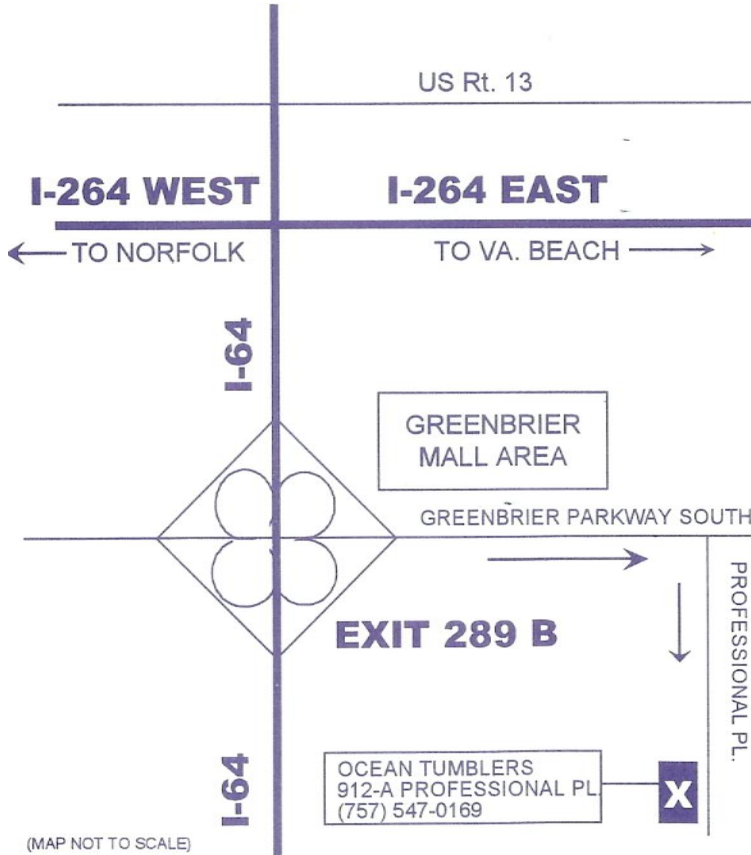 US Rt. 13
I-264 WEST
I-264 EAST
TO NORFOLK
TO VA. BEACH
I-64
GREENBRIER
MALL AREA
GREENBRIER PARKWAY SOUTH
EXIT 289 B
PROFESSIONAL PL.
I-64
OCEAN TUMBLERS
912-A PROFESSIONAL PL
(757) 547-0169
X
(MAP NOT TO SCALE)